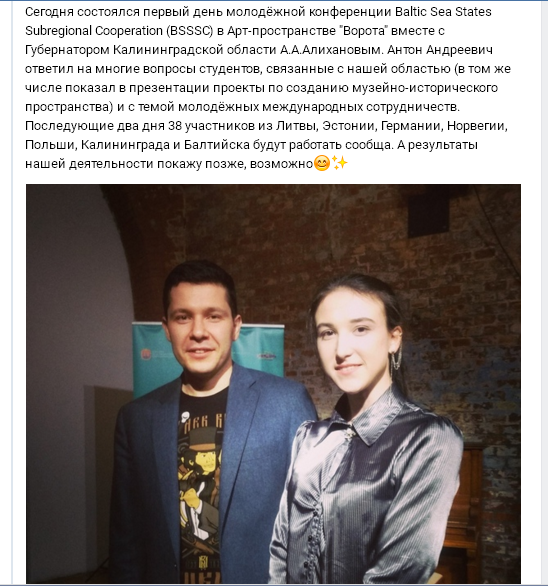 Сегодня состоялся первый день молодёжной конференции Baltic Sea States
Subregional Cooperation (BSSSC) в Арт-пространстве "Ворота" вместе с
Губернатором Калининградской области А.А.Алихановым. Антон Андреевич
ответил на многие вопросы студентов, связанные с нашей областью (в том же
числе показал в презентации проекты по созданию музейно-исторического
пространства) и с темой молодёжных международных сотрудничеств.
Последующие два дня 38 участников из Литвы, Эстонии, Германии, Норвегии,
Польши, Калининграда и Балтийска будут работать сообща. А результаты
нашей деятельности покажу позже, возможно😊✨